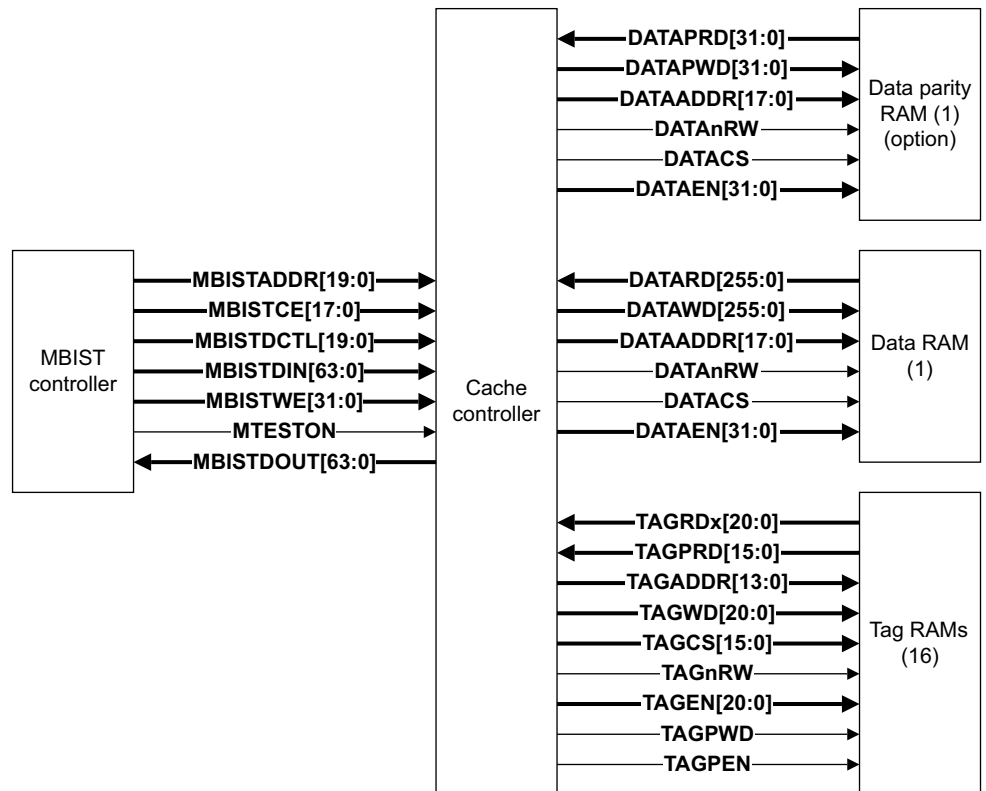 DATAPRD[31:0]
DATAPWD[31:0]
DATAADDR[17:0]
DATAnRW
DATACS
DATAEN[31:0]
Data parity
RAM (1)
(option)
MBIST
controller
MBISTADDR[19:0]
MBISTCE[17:0]
MBISTDCTL[19:0]
MBISTDIN[63:0]
MBISTWE[31:0]
MTESTON
MBISTDOUT[63:0]
Cache
controller
DATARD[255:0]
DATAWD[255:0]
DATAADDR[17:0]
DATAnRW
DATACS
DATAEN[31:0]
Data RAM
(1)
TAGRDx[20:0]
TAGPRD[15:0]
TAGADDR[13:0]
TAGWD[20:0]
TAGCS[15:0]
TAGnRW
TAGEN[20:0]
TAGPWD
TAGPEN
Tag RAMs
(16)